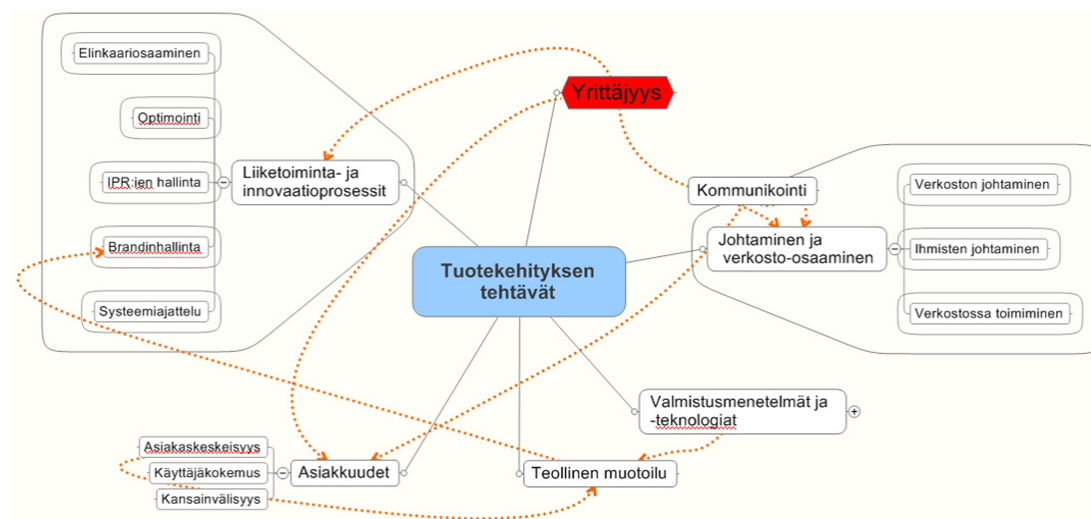 Elinkaariosaaminen
Optimointi
IPR:ien hallinta
Brandinhallinta
Systeemiajattelu
Liiketoiminta- ja
innovaatioprosessit
Yrittäjyys
Kommunikointi
Johtaminen ja
verkosto-osaaminen
Verkoston johtaminen
Ihmisten johtaminen
Verkostossa toimiminen
Tuotekehityksen
tehtävät
Valmistusmenetelmät ja
-teknologiat
Asiakaskeskeisyys
Käyttäjäkokemus
Kansainvälisyys
Asiakkuudet
Teollinen muotoilu